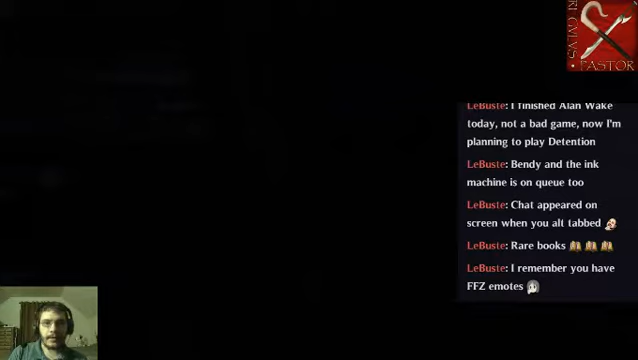 PASTOR
LeBuste: I finished Alan Wake
today, not a bad game, now I'm
planning to play Detention
LeBuste: Bendy and the ink
machine is on queue too
LeBuste: Chat appeared on
screen when you alt tabbed
LeBuste: Rare books
LeBuste: I remember you have
FFZ emotes